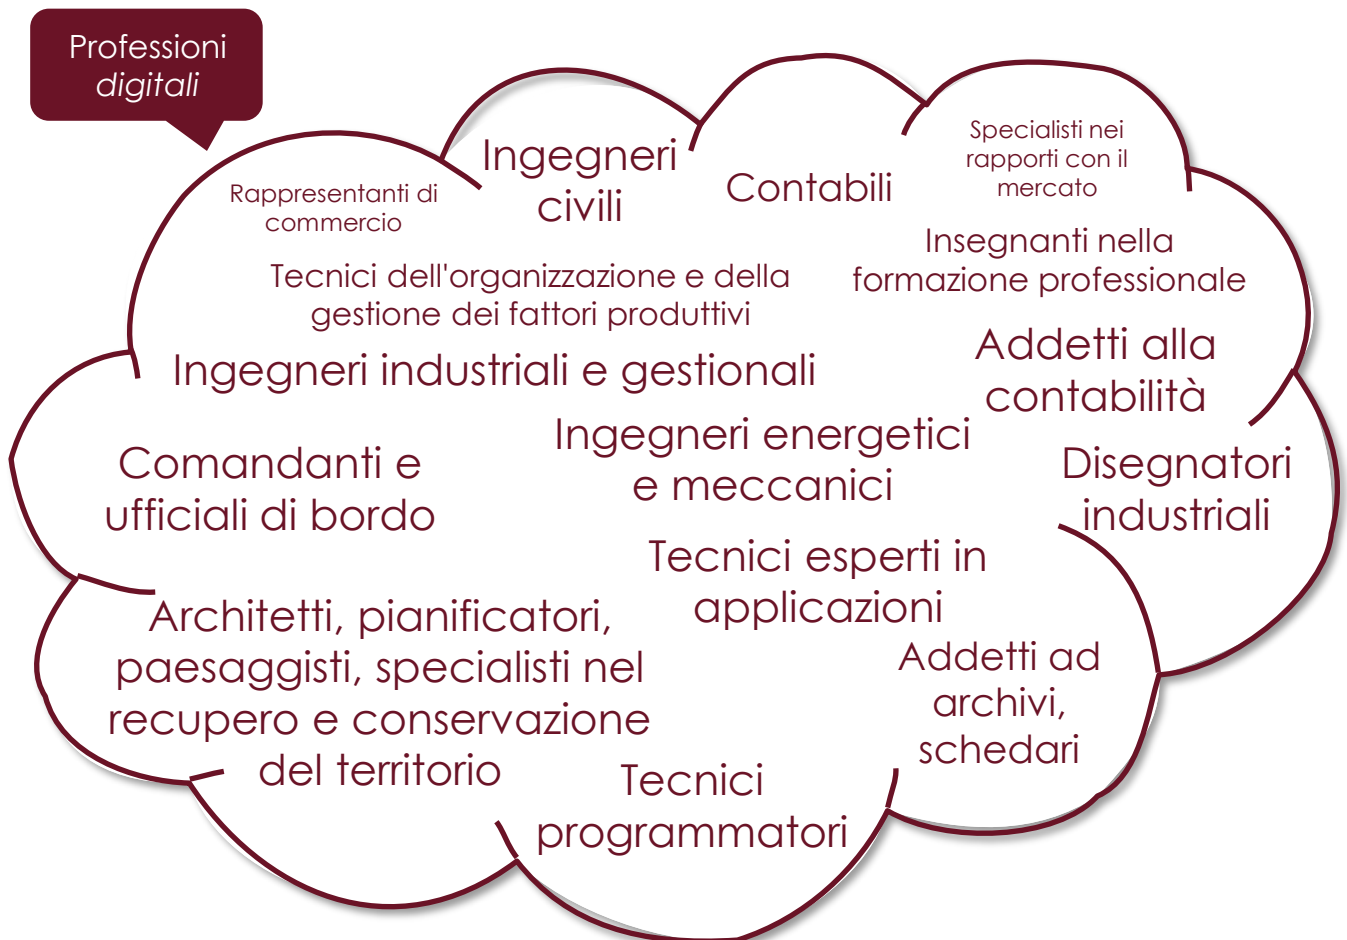 Professioni
digitali
Ingegneri
civili
Contabili
Specialisti nei
rapporti con il
mercato
Rappresentanti di
commercio
Insegnanti nella
formazione professionale
Tecnici dell'organizzazione e della
gestione dei fattori produttivi
Ingegneri industriali e gestionali
Addetti alla
contabilità
Ingegneri energetici
e meccanici
Comandanti e
ufficiali di bordo
Disegnatori
industriali
Tecnici esperti in
applicazioni
Architetti, pianificatori,
paesaggisti, specialisti nel
recupero e conservazione
del territorio
Addetti ad
archivi,
schedari
Tecnici
programmatori